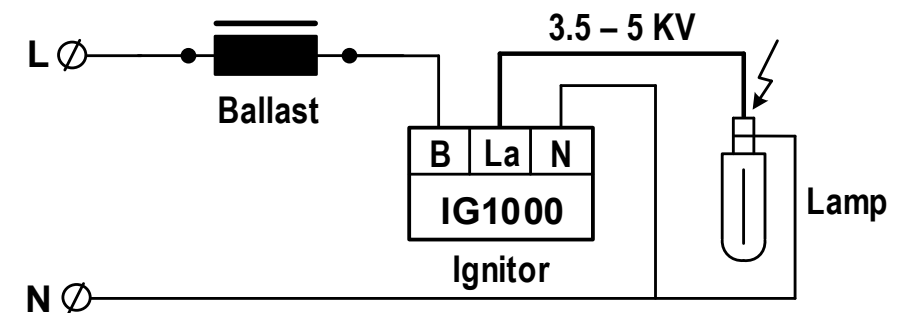 3.5 – 5 KV
L
Ballast
B La N
IG1000
Lamp
Ignitor
N